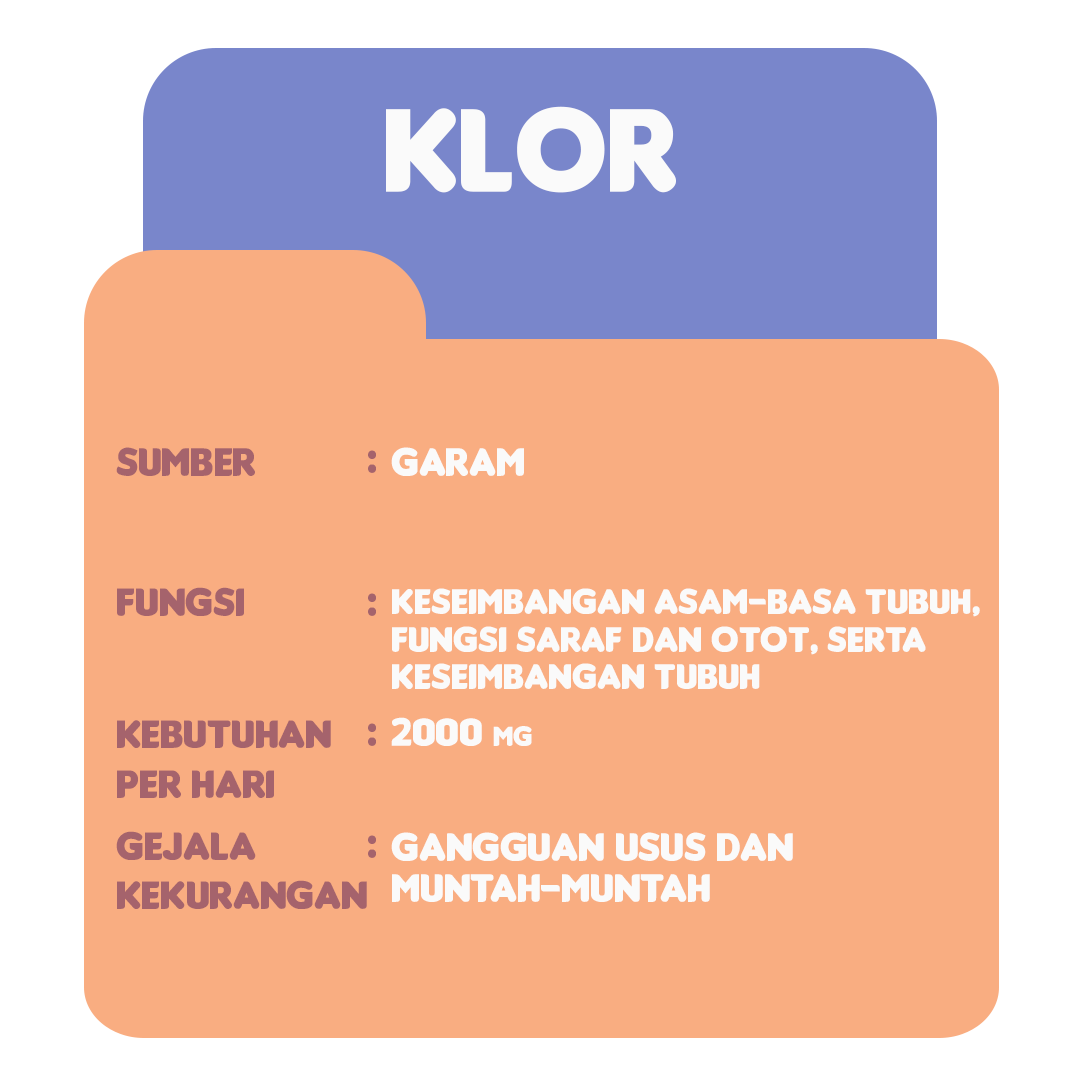 KLOR
SUMBER : GARAM
FUNGSI : KESEIMBANGAN ASAM-BASA TUBUH,
FUNGSI SARAF DAN OTOT, SERTA
KESEIMBANGAN TUBUH
KEBUTUHAN : 2000 MG
PER HARI
GEJALA : GANGGUAN USUS DAN
KEKURANGAN MUNTAH-MUNTAH